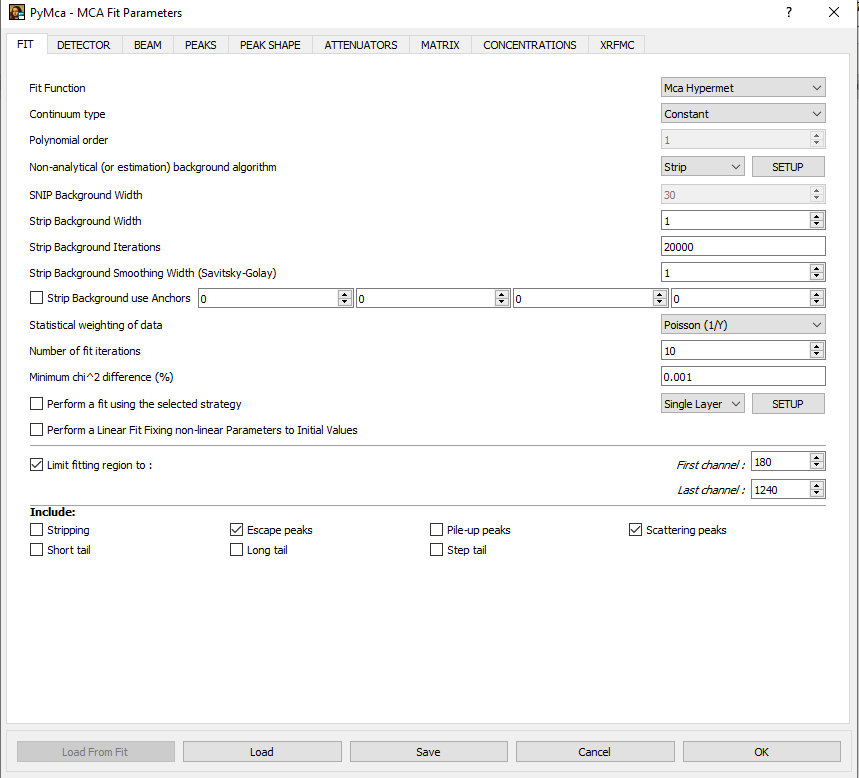 PyMca - MCA Fit Parameters ?
FIT DETECTOR BEAM PEAKS PEAK SHAPE ATTENUATORS MATRIX CONCENTRATIONS XRFMC
Fit Function Mca Hypermet
Continuum type Constant
Polynomial order 1
Non-analytical (or estimation) background algorithm Strip SETUP
SNIP Background Width 30
Strip Background Width 1
Strip Background Iterations 20000
Strip Background Smoothing Width (Savitsky-Golay) 1
Strip Background use Anchors 0 0 0 0
Statistical weighting of data Poisson (1/Y)
Number of fit iterations 10
Minimum chi^2 difference (%) 0.001
Perform a fit using the selected strategy Single Layer SETUP
Perform a Linear Fit Fixing non-linear Parameters to Initial Values
Limit fitting region to : First channel : 180
Last channel : 1240
Include:
Stripping Escape peaks Pile-up peaks Scattering peaks
Short tail Long tail Step tail
Load From Fit Load Save Cancel OK